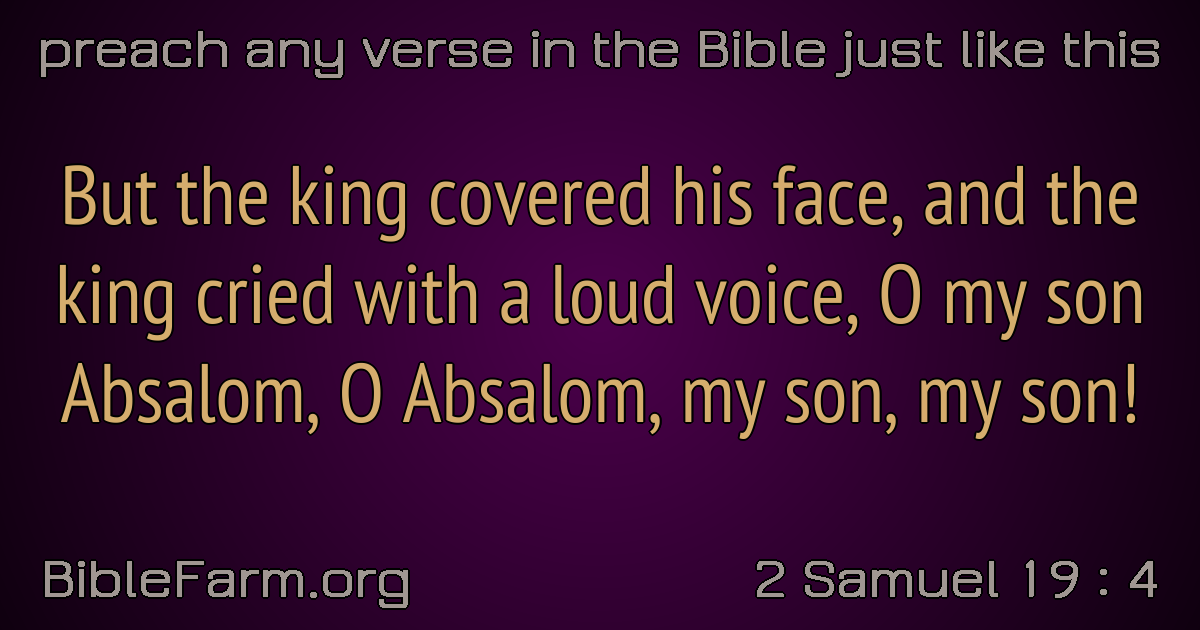 preach any verse in the Bible just like this
But the king covered his face, and the
king cried with a loud voice, O my son
Absalom, O Absalom, my son, my son!
BibleFarm.org
2 Samuel 19 : 4